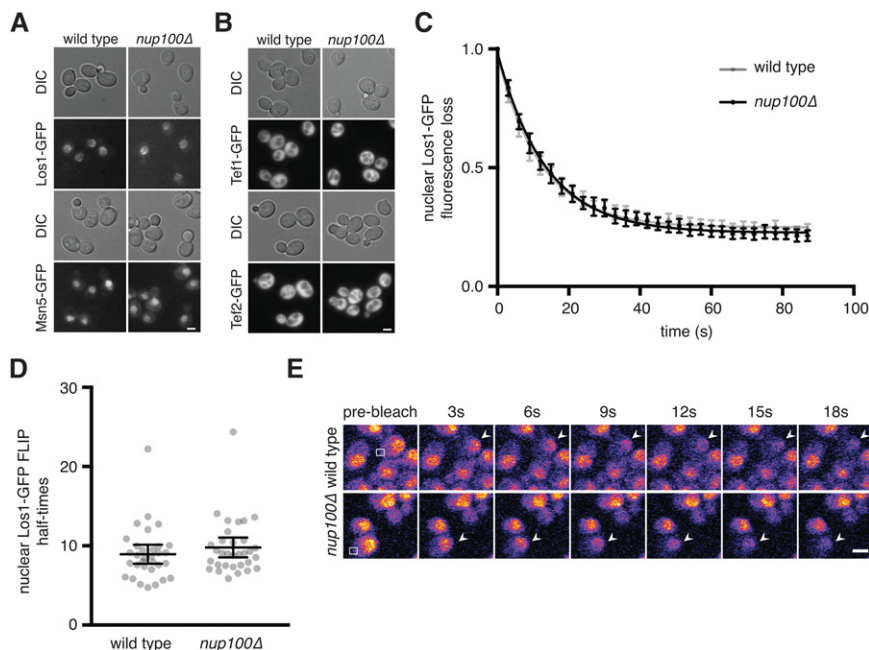 A
wild type nup100Δ
DIC
Los1-GFP
DIC
Msn5-GFP
B
wild type nup100Δ
DIC
Tef1-GFP
DIC
Tef2-GFP
C
nuclear Los1-GFP
fluorescence loss
1.0
0.5
0.0
0 20 40 60 80 100
time (s)
wild type
nup100Δ
D
nuclear Los1-GFP FLIP
half-times
30
20
10
0
wild type nup100Δ
E
pre-bleach 3s 6s 9s 12s 15s 18s
wild type
nup100Δ